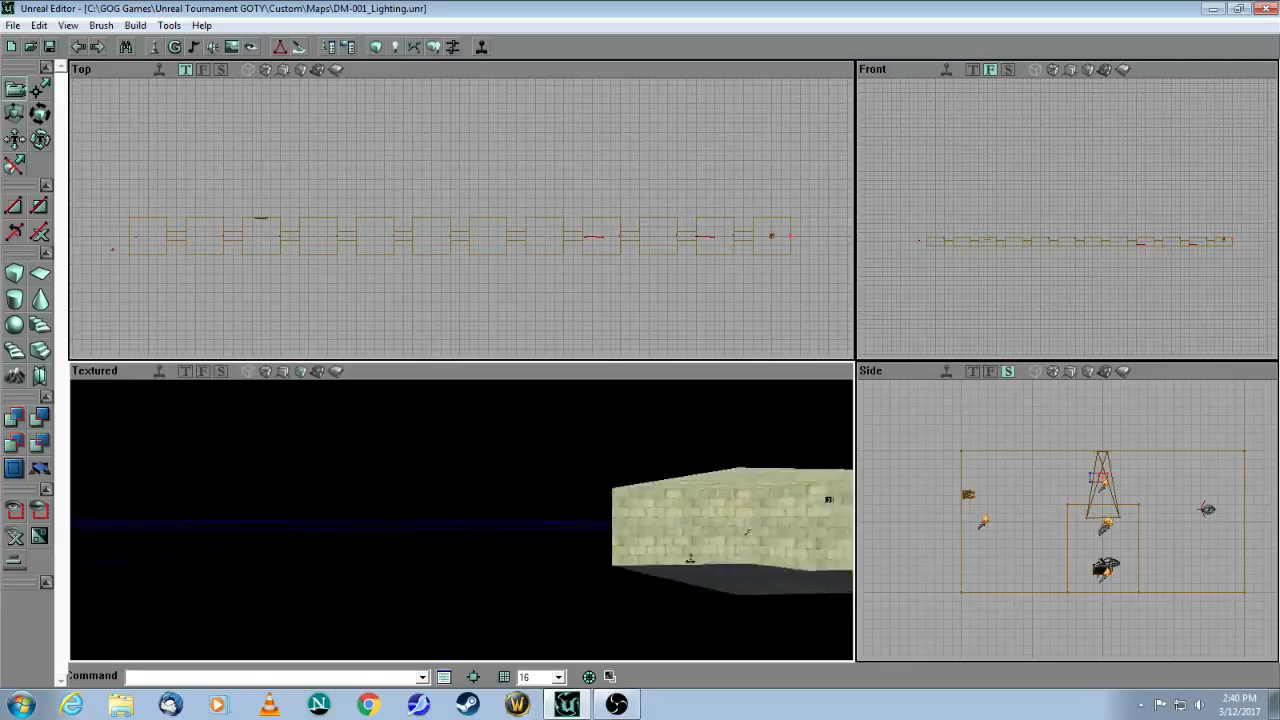 Unreal Editor - [C:\GOG Games\Unreal Tournament GOTY\Custom\Maps\DM-001_Lighting.unr]
File Edit View Brush Build Tools Help
Top T F S
Front T F S
Textured T F S
Side T F S
Command 16
2:40 PM
3/12/2017